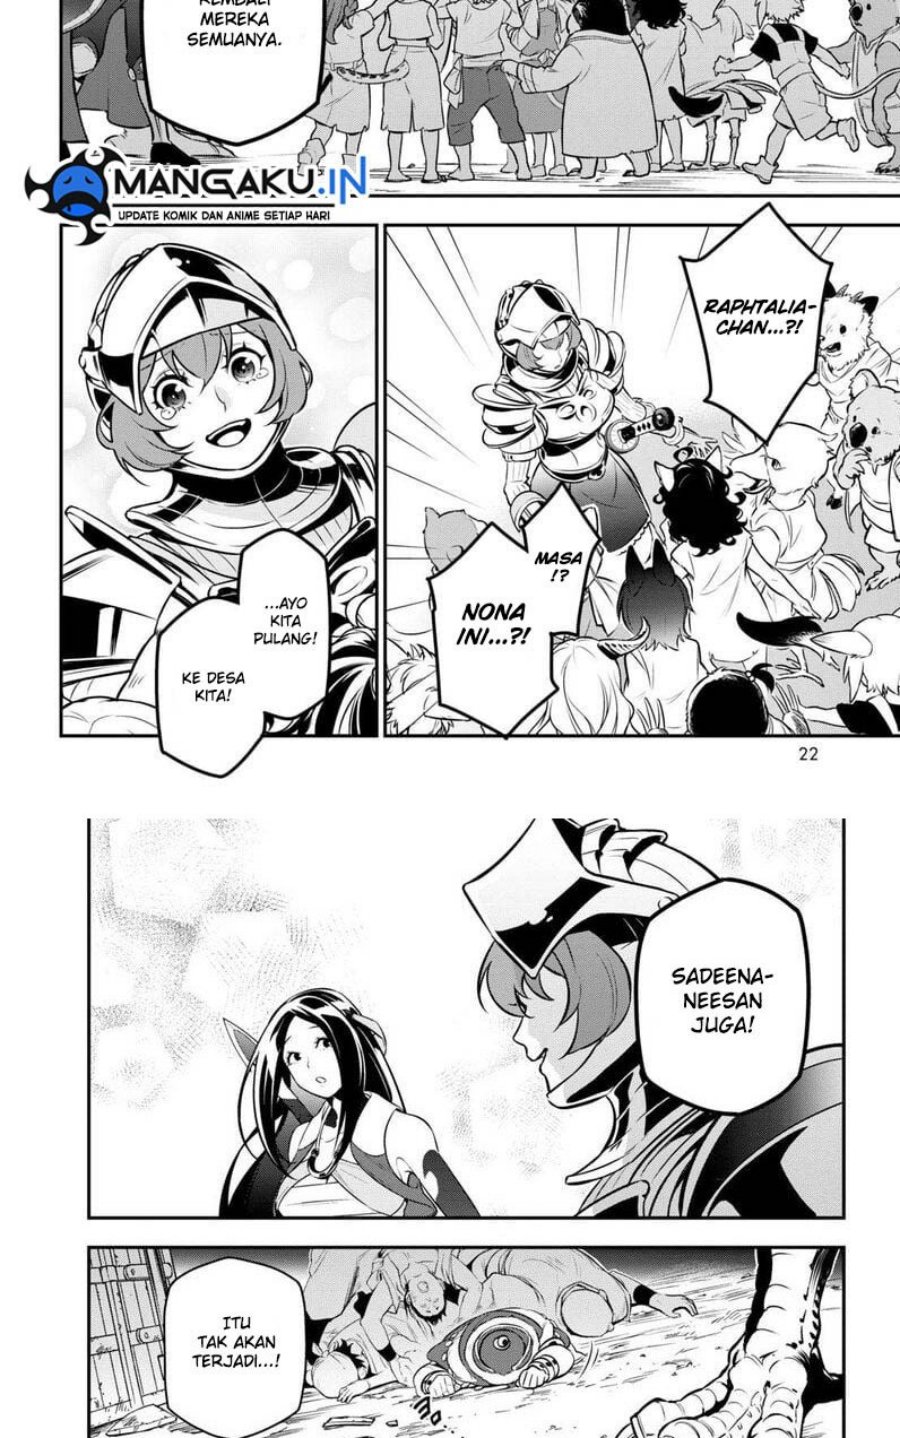 KEMBALI
MEREKA
SEMUANYA.
MANGAKU.IN
UPDATE KOMIK DAN ANIME SETIAP HARI
RAPHTALIA-
CHAN...?!
MASA
!?
NONA
INI...?!
...AYO
KITA
PULANG!
KE DESA
KITA!
22
SADEENA-
NEESAN
JUGA!
ITU
TAK AKAN
TERJADI...!